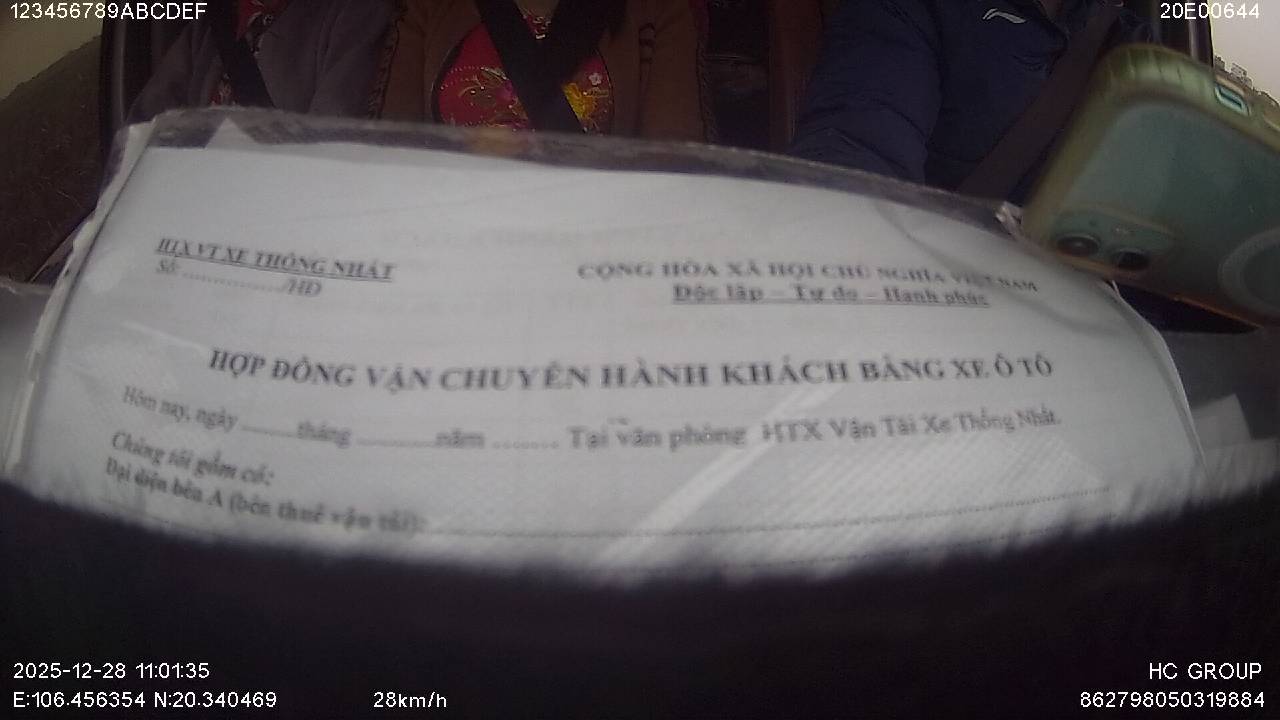 123456789ABCDEF
20E00644
HTX VT XE THỐNG NHẤT
CỘNG HÒA XÃ HỘI CHỦ NGHĨA VIỆT NAM
Số: ............../HĐ
Độc lập – Tự do – Hạnh phúc
HỢP ĐỒNG VẬN CHUYỂN HÀNH KHÁCH BẰNG XE Ô TÔ
Hôm nay, ngày ........tháng ...........năm ........ Tại văn phòng HTX Vận Tải Xe Thống Nhất.
Chúng tôi gồm có:
Đại diện bên A (bên thuê vận tải):
2025-12-28 11:01:35
HC GROUP
E:106.456354 N:20.340469 28km/h
862798050319884